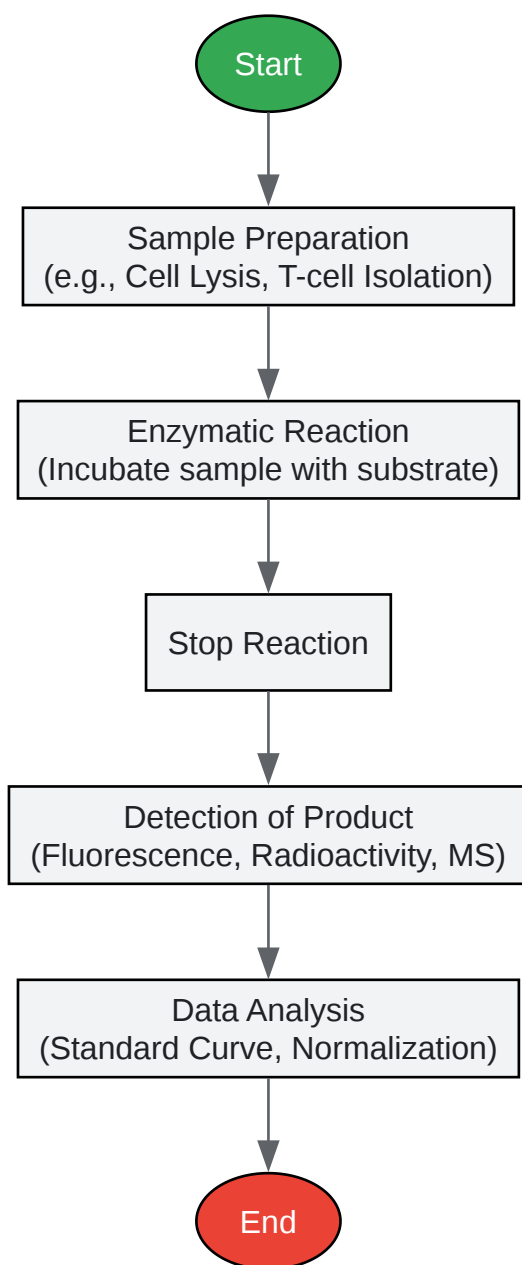 Start
Sample Preparation
(e.g., Cell Lysis, T-cell Isolation)
Enzymatic Reaction
(Incubate sample with substrate)
Stop Reaction
Detection of Product
(Fluorescence, Radioactivity, MS)
Data Analysis
(Standard Curve, Normalization)
End